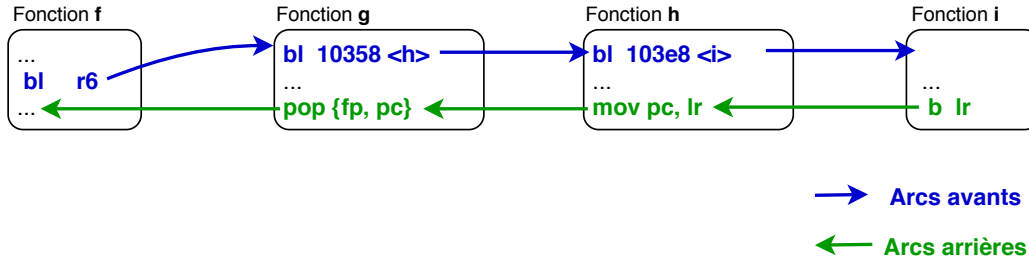 Fonction f
Fonction g
Fonction h
Fonction i
...
bl r6
...
bl 10358 <h>
...
pop {fp, pc}
bl 103e8 <i>
...
mov pc, lr
...
b lr
Arcs avants
Arcs arrières